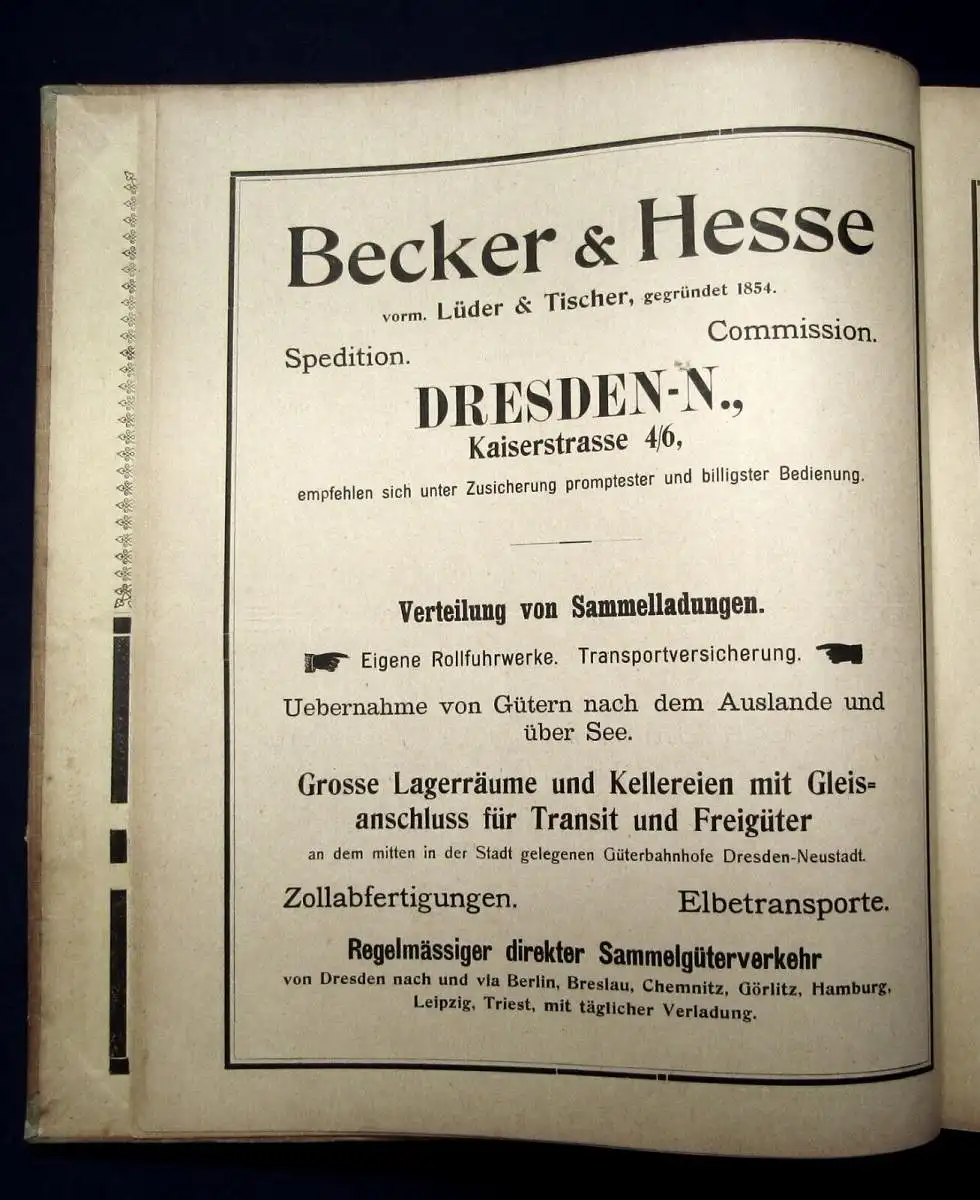 Becker & Hesse
vorm. Lüder & Tischer, gegründet 1854.
Spedition. Commission.
DRESDEN-N.,
Kaiserstrasse 4/6,
empfehlen sich unter Zusicherung promptester und billigster Bedienung.
Verteilung von Sammelladungen.
Eigene Rollfuhrwerke. Transportversicherung.
Uebernahme von Gütern nach dem Auslande und
über See.
Grosse Lagerräume und Kellereien mit Gleis=
anschluss für Transit und Freigüter
an dem mitten in der Stadt gelegenen Güterbahnhofe Dresden-Neustadt.
Zollabfertigungen. Elbetransporte.
Regelmässiger direkter Sammelgüterverkehr
von Dresden nach und via Berlin, Breslau, Chemnitz, Görlitz, Hamburg,
Leipzig, Triest, mit täglicher Verladung.